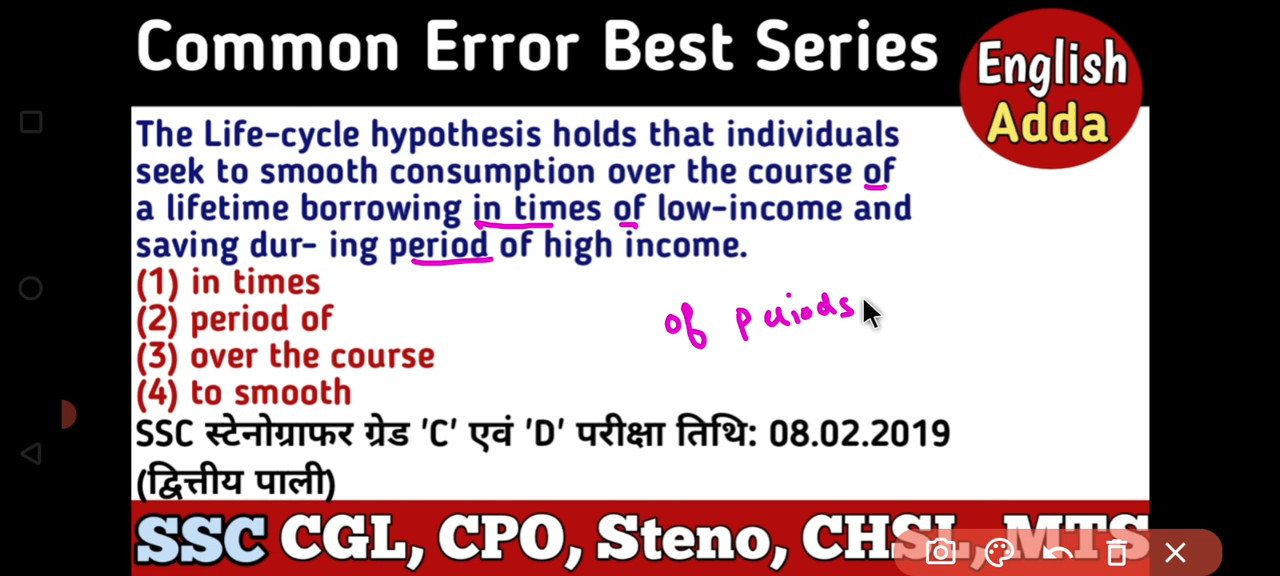 Common Error Best Series
English
Adda
The Life-cycle hypothesis holds that individuals
seek to smooth consumption over the course of
a lifetime borrowing in times of low-income and
saving dur- ing period of high income.
(1) in times
(2) period of
(3) over the course
(4) to smooth
of periods
SSC स्टेनोग्राफर ग्रेड 'C' एवं 'D' परीक्षा तिथि: 08.02.2019
(द्वित्तीय पाली)
SSC CGL, CPO, Steno, CHSL, MTS